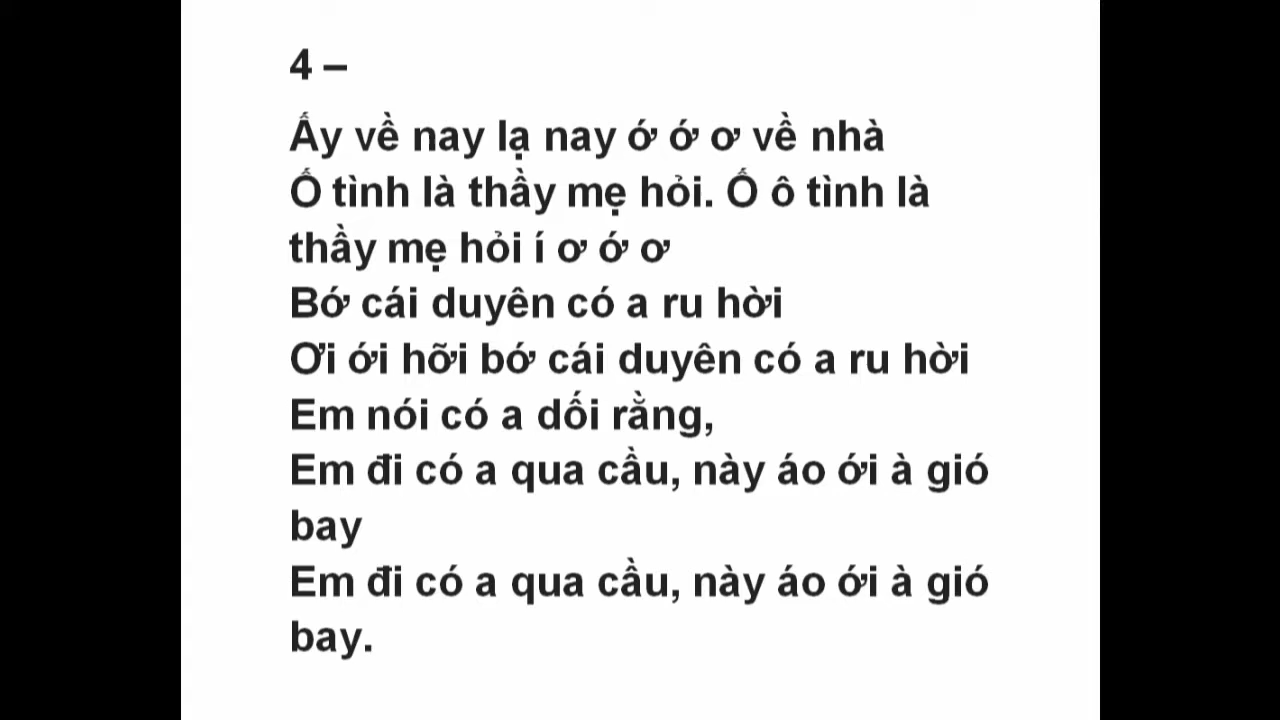 4 –
Ấy về nay lạ nay ớ ớ ơ về nhà
Ố tình là thầy mẹ hỏi. Ố ô tình là
thầy mẹ hỏi í ơ ớ ơ
Bớ cái duyên có a ru hời
Ơi ới hỡi bớ cái duyên có a ru hời
Em nói có a dối rằng,
Em đi có a qua cầu, này áo ới à gió
bay
Em đi có a qua cầu, này áo ới à gió
bay.